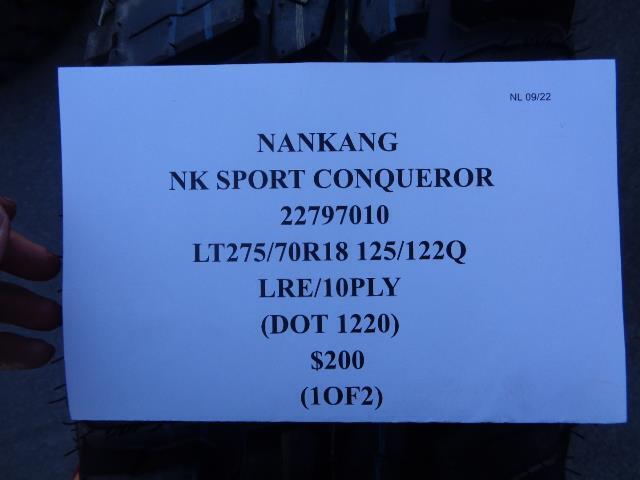 NL 09/22
NANKANG
NK SPORT CONQUEROR
22797010
LT275/70R18 125/122Q
LRE/10PLY
(DOT 1220)
$200
(1OF2)